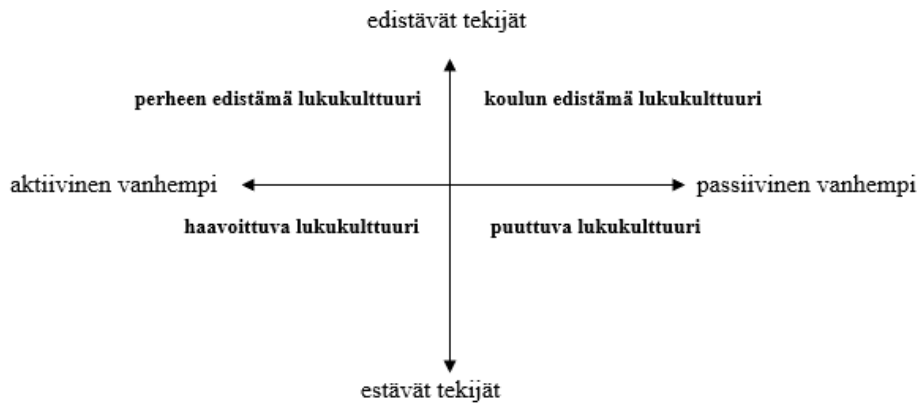 edistävät tekijät
perheen edistämä lukukulttuuri
koulun edistämä lukukulttuuri
aktiivinen vanhempi
passiivinen vanhempi
haavoittuva lukukulttuuri
puuttuva lukukulttuuri
estävät tekijät